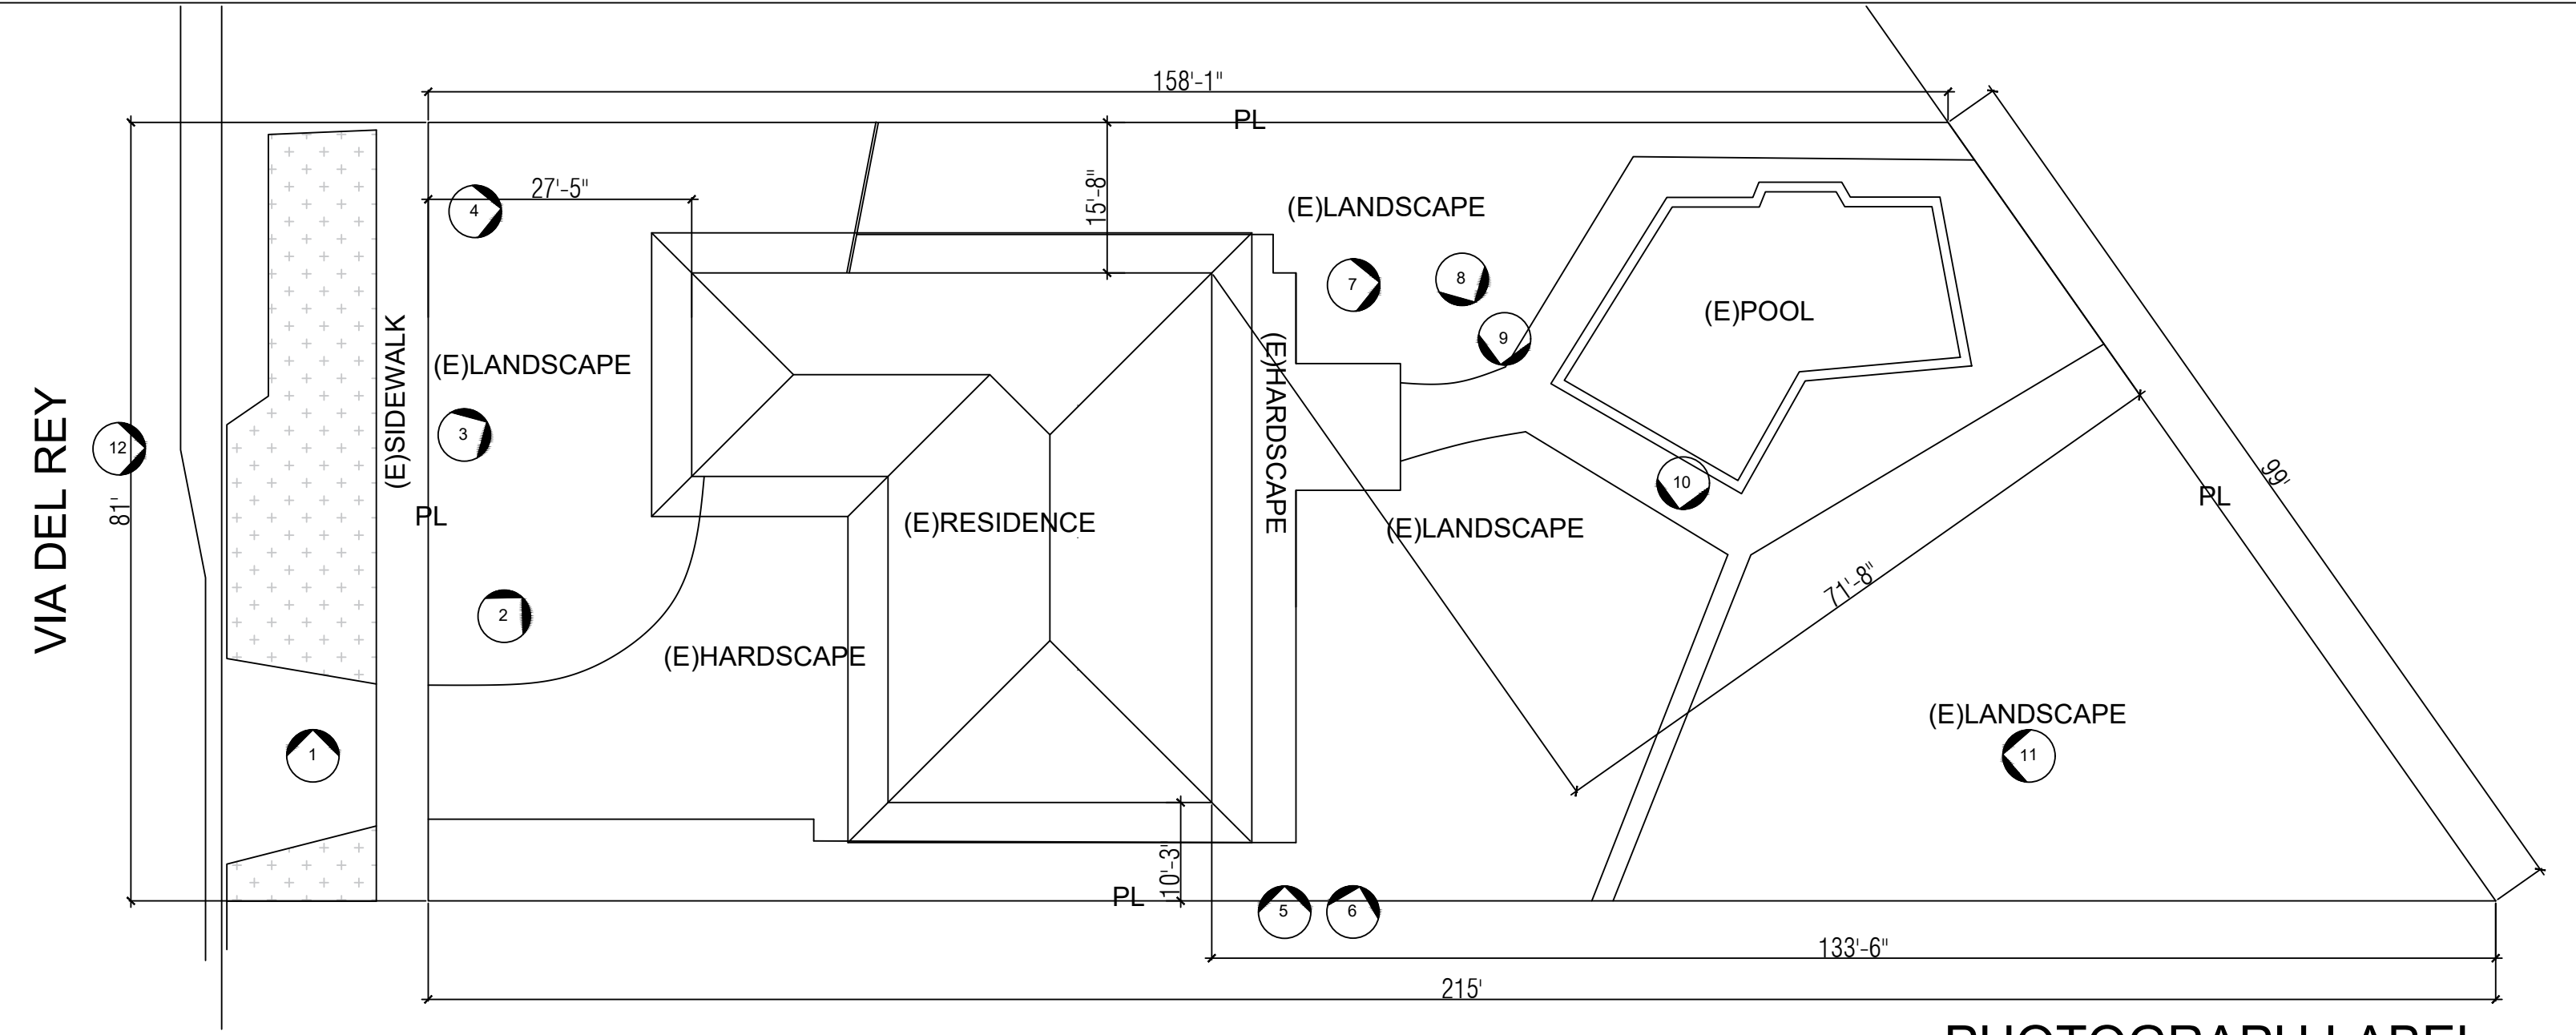 158'-1"
PL
27'-5"
15'-8"
4
(E)LANDSCAPE
7
8
9
(E)POOL
(E)SIDEWALK
(E)LANDSCAPE
(E)HARDSCAPE
VIA DEL REY
12
3
81'
PL
(E)RESIDENCE
(E)LANDSCAPE
10
99'
PL
71'-8"
2
(E)HARDSCAPE
(E)LANDSCAPE
1
11
10'-3"
PL
5
6
133'-6"
215'
PHOTOGRAPH LABEL